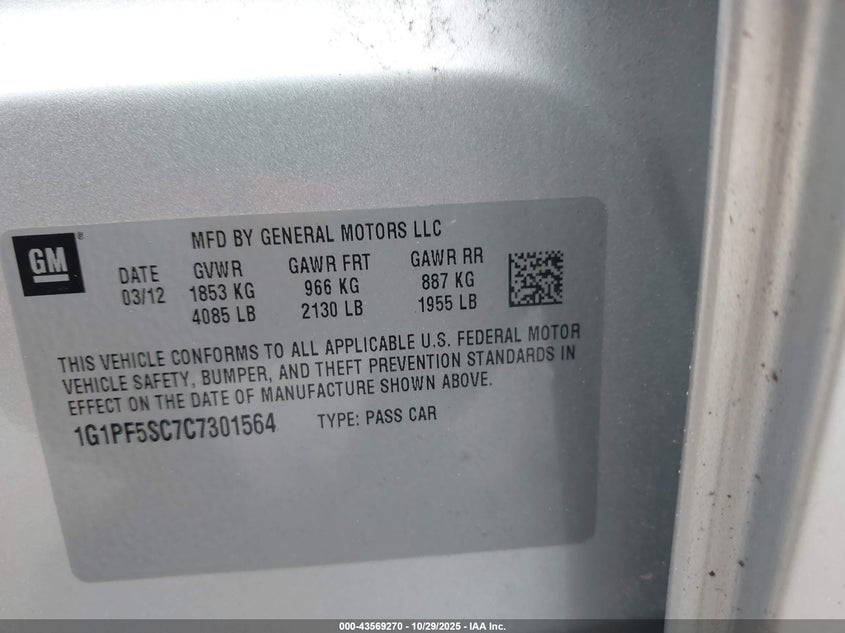 GM ®
MFD BY GENERAL MOTORS LLC
DATE GVWR GAWR FRT GAWR RR
03/12 1853 KG 966 KG 887 KG
4085 LB 2130 LB 1955 LB
THIS VEHICLE CONFORMS TO ALL APPLICABLE U.S. FEDERAL MOTOR
VEHICLE SAFETY, BUMPER, AND THEFT PREVENTION STANDARDS IN
EFFECT ON THE DATE OF MANUFACTURE SHOWN ABOVE.
1G1PF5SC7C7301564 TYPE: PASS CAR
000-43569270 - 10/29/2025 - IAA Inc.